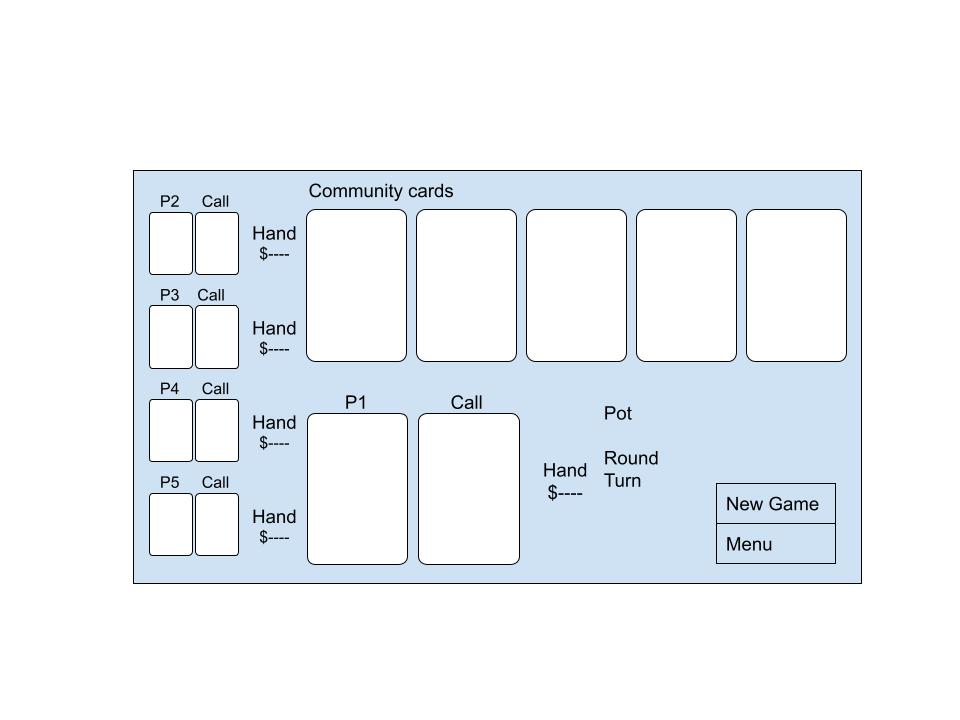 Community cards
P2 Call
Hand
$----
P3 Call
Hand
$----
P4 Call
Hand
$----
P5 Call
Hand
$----
P1 Call
Hand
$----
Pot
Round
Turn
New Game
Menu